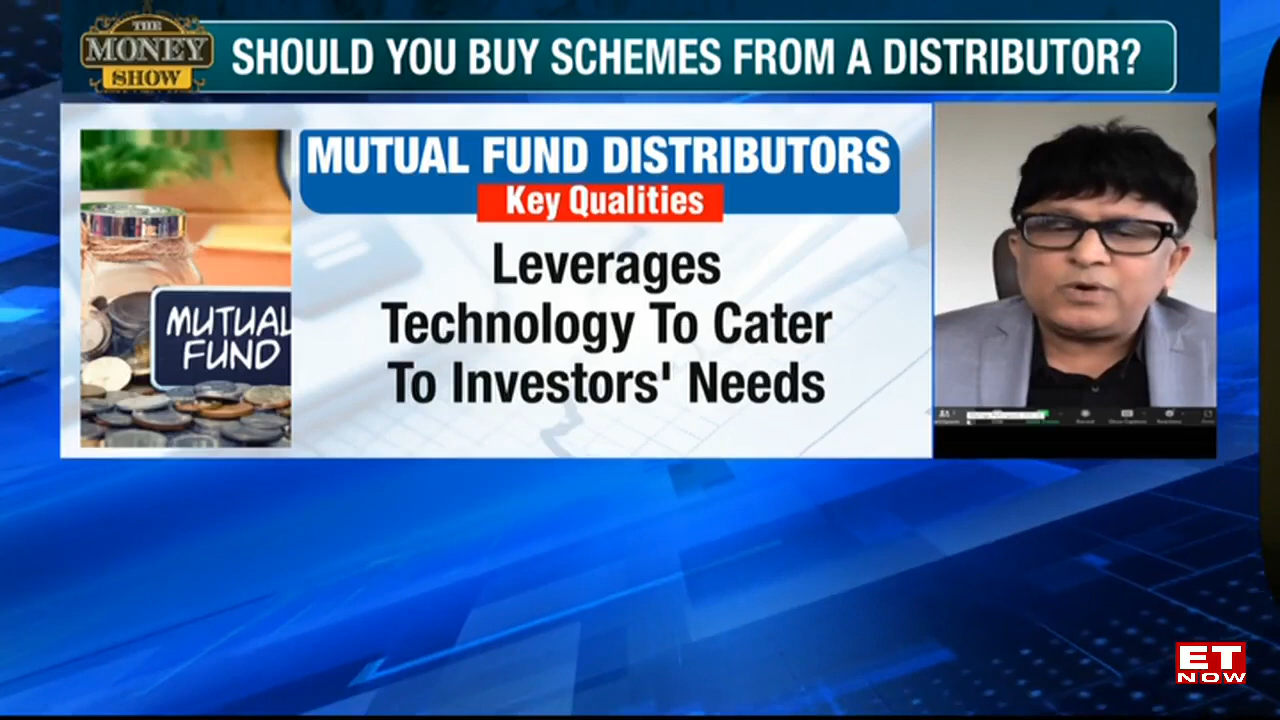 THE
MONEY
SHOW
SHOULD YOU BUY SCHEMES FROM A DISTRIBUTOR?
MUTUAL FUND DISTRIBUTORS
Key Qualities
Leverages
Technology To Cater
To Investors' Needs
MUTUAL
FUND
ET
NOW